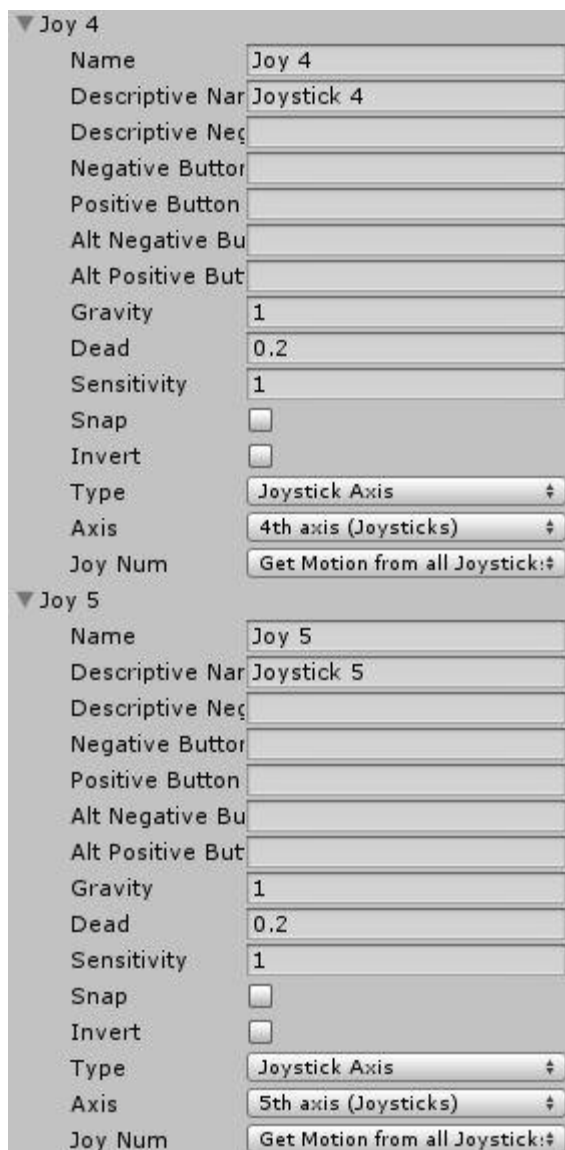 Joy 4
Name Joy 4
Descriptive Nar Joystick 4
Descriptive Neg
Negative Button
Positive Button
Alt Negative Bu
Alt Positive But
Gravity 1
Dead 0.2
Sensitivity 1
Snap
Invert
Type Joystick Axis
Axis 4th axis (Joysticks)
Joy Num Get Motion from all Joysticks
Joy 5
Name Joy 5
Descriptive Nar Joystick 5
Descriptive Neg
Negative Button
Positive Button
Alt Negative Bu
Alt Positive But
Gravity 1
Dead 0.2
Sensitivity 1
Snap
Invert
Type Joystick Axis
Axis 5th axis (Joysticks)
Joy Num Get Motion from all Joysticks